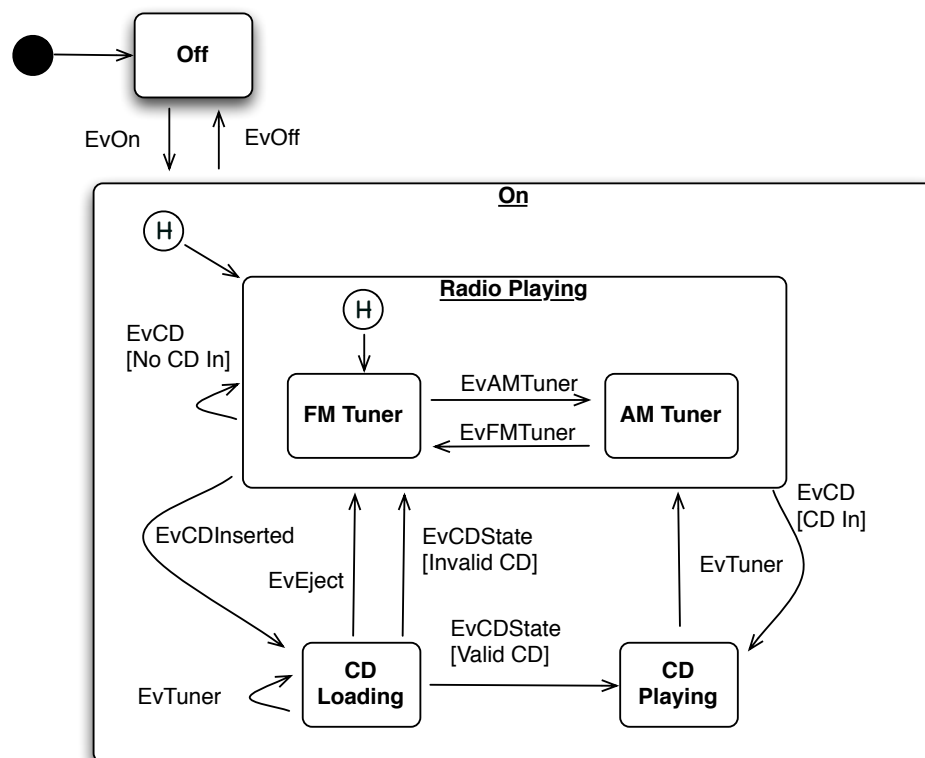 Off
EvOn
EvOff
On
H
Radio Playing
H
EvCD
[No CD In]
FM Tuner
EvAMTuner
EvFMTuner
AM Tuner
EvCDInserted
EvEject
EvCDState
[Invalid CD]
EvTuner
EvCD
[CD In]
EvCDState
[Valid CD]
EvTuner
CD
Loading
CD
Playing